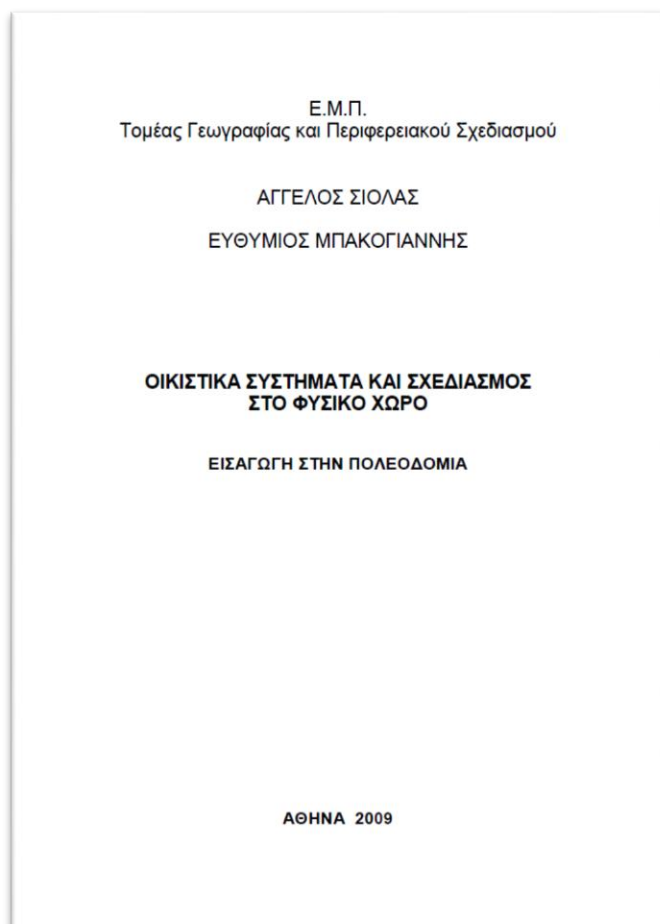 Ε.Μ.Π.
Τομέας Γεωγραφίας και Περιφερειακού Σχεδιασμού
ΑΓΓΕΛΟΣ ΣΙΟΛΑΣ
ΕΥΘΥΜΙΟΣ ΜΠΑΚΟΓΙΑΝΝΗΣ
ΟΙΚΙΣΤΙΚΑ ΣΥΣΤΗΜΑΤΑ ΚΑΙ ΣΧΕΔΙΑΣΜΟΣ
ΣΤΟ ΦΥΣΙΚΟ ΧΩΡΟ
ΕΙΣΑΓΩΓΗ ΣΤΗΝ ΠΟΛΕΟΔΟΜΙΑ
ΑΘΗΝΑ 2009